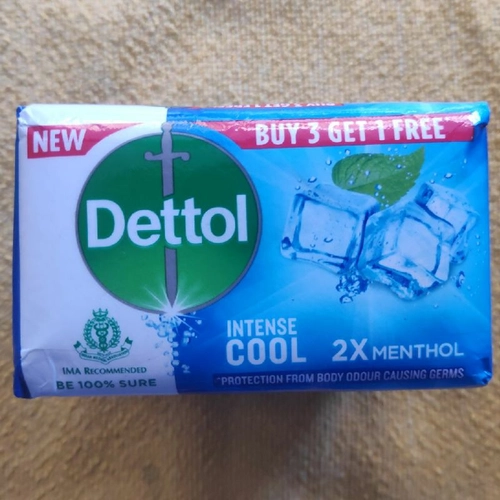 NEW
BUY 3 GET 1 FREE
Dettol
INTENSE
COOL
2X MENTHOL
IMA RECOMMENDED
BE 100% SURE
*PROTECTION FROM BODY ODOUR CAUSING GERMS